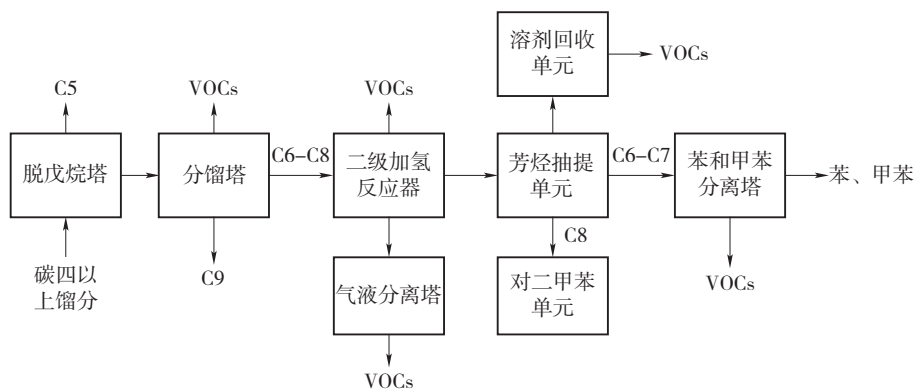 溶剂回收
单元
VOCs
C5
VOCs
VOCs
脱戊烷塔
分馏塔
C6-C8
二级加氢
反应器
芳烃抽提
单元
C6-C7
苯和甲苯
分离塔
苯、甲苯
碳四以
上馏分
C9
气液分离塔
C8
对二甲苯
单元
VOCs
VOCs